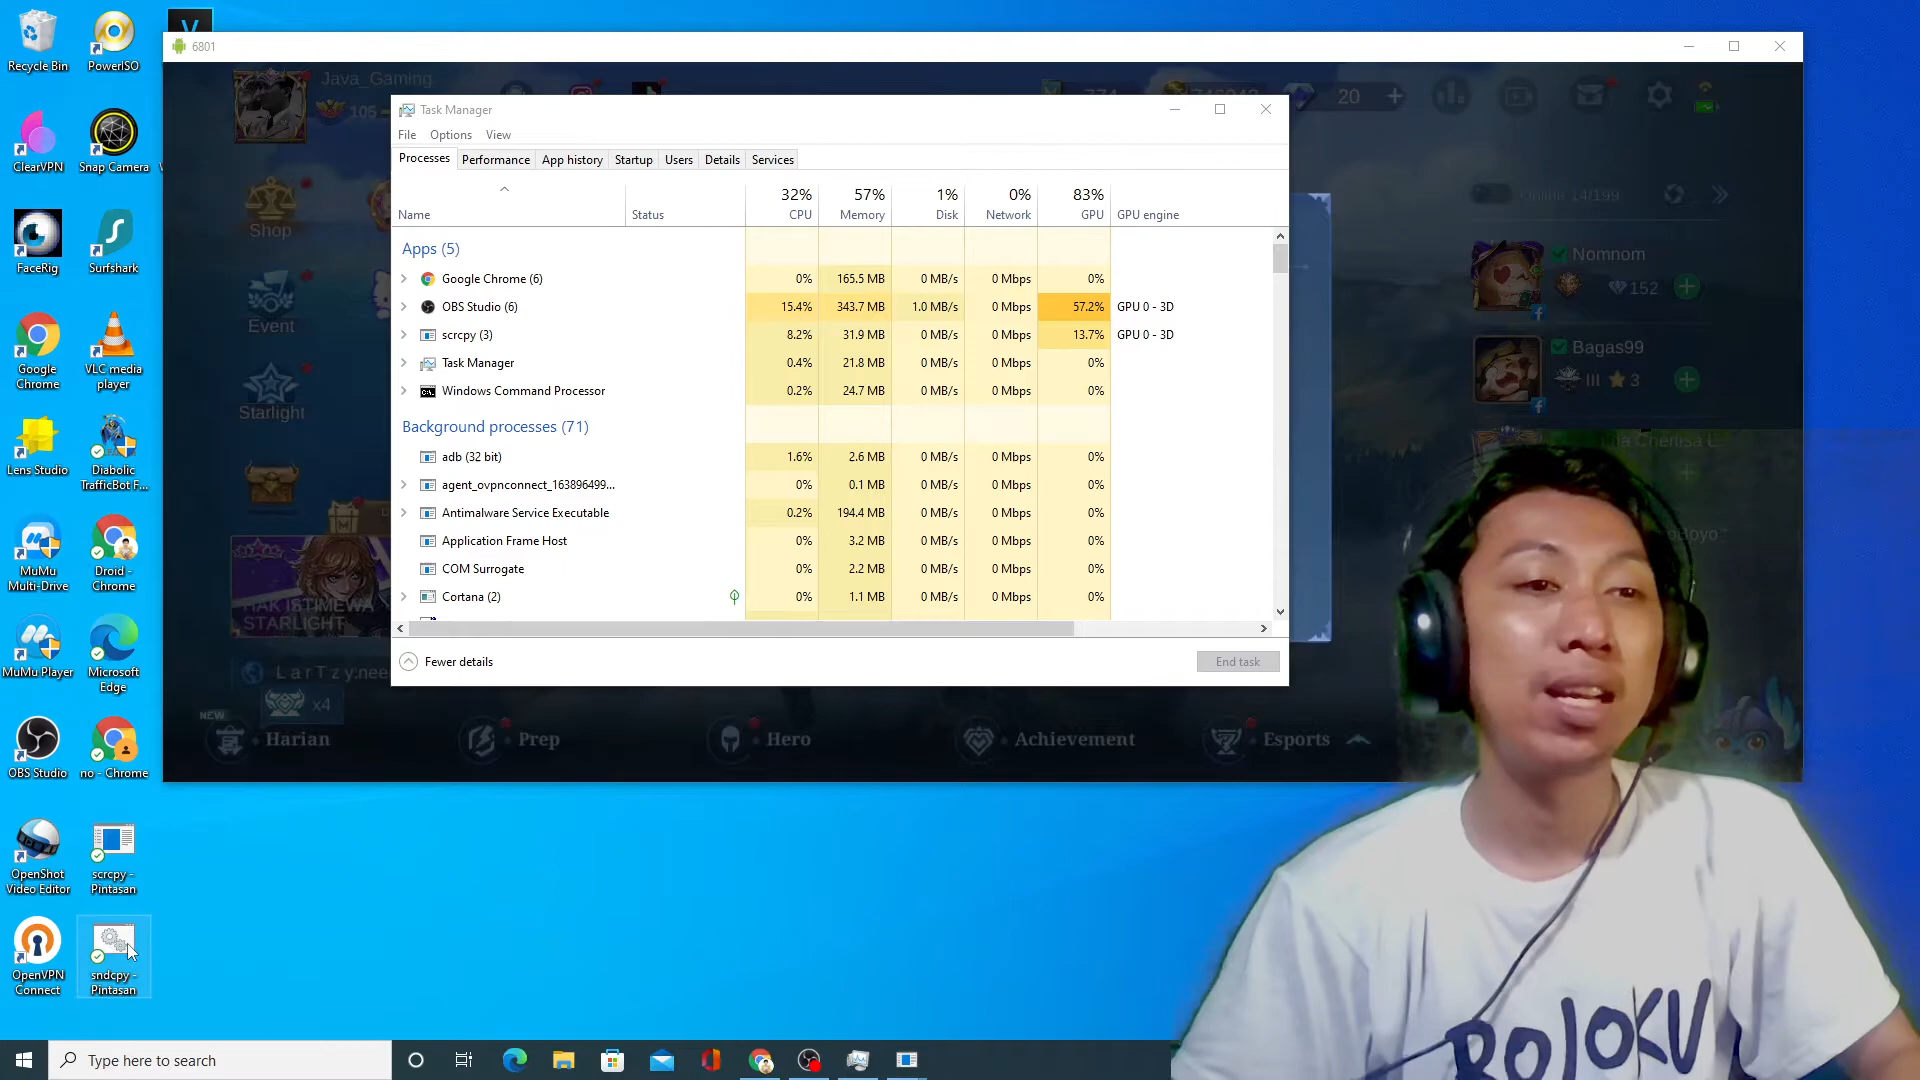 Recycle Bin
PowerISO
ClearVPN
Snap Camera
FaceRig
Surfshark
Google Chrome
VLC media player
Lens Studio
Diabolic TrafficBot F...
MuMu Multi-Drive
Droid - Chrome
MuMu Player
Microsoft Edge
OBS Studio
no - Chrome
OpenShot Video Editor
scrcpy - Pintasan
OpenVPN Connect
sndcpy - Pintasan
6801
Java_Gaming
105
20
Shop
Event
Starlight
HAK ISTIMEWA
STARLIGHT
L a r T z y:nee
x4
NEW
Harian
Prep
Hero
Achievement
Esports
Online 14/199
Nomnom
152
Bagas99
III
3
Task Manager
File Options View
Processes Performance App history Startup Users Details Services
32% 57% 1% 0% 83%
Name Status CPU Memory Disk Network GPU GPU engine
Apps (5)
Google Chrome (6) 0% 165.5 MB 0 MB/s 0 Mbps 0%
OBS Studio (6) 15.4% 343.7 MB 1.0 MB/s 0 Mbps 57.2% GPU 0 - 3D
scrcpy (3) 8.2% 31.9 MB 0 MB/s 0 Mbps 13.7% GPU 0 - 3D
Task Manager 0.4% 21.8 MB 0 MB/s 0 Mbps 0%
Windows Command Processor 0.2% 24.7 MB 0 MB/s 0 Mbps 0%
Background processes (71)
adb (32 bit) 1.6% 2.6 MB 0 MB/s 0 Mbps 0%
agent_ovpnconnect_163896499... 0% 0.1 MB 0 MB/s 0 Mbps 0%
Antimalware Service Executable 0.2% 194.4 MB 0 MB/s 0 Mbps 0%
Application Frame Host 0% 3.2 MB 0 MB/s 0 Mbps 0%
COM Surrogate 0% 2.2 MB 0 MB/s 0 Mbps 0%
Cortana (2) 0% 1.1 MB 0 MB/s 0 Mbps 0%
Fewer details
End task
BOJOKU
Type here to search